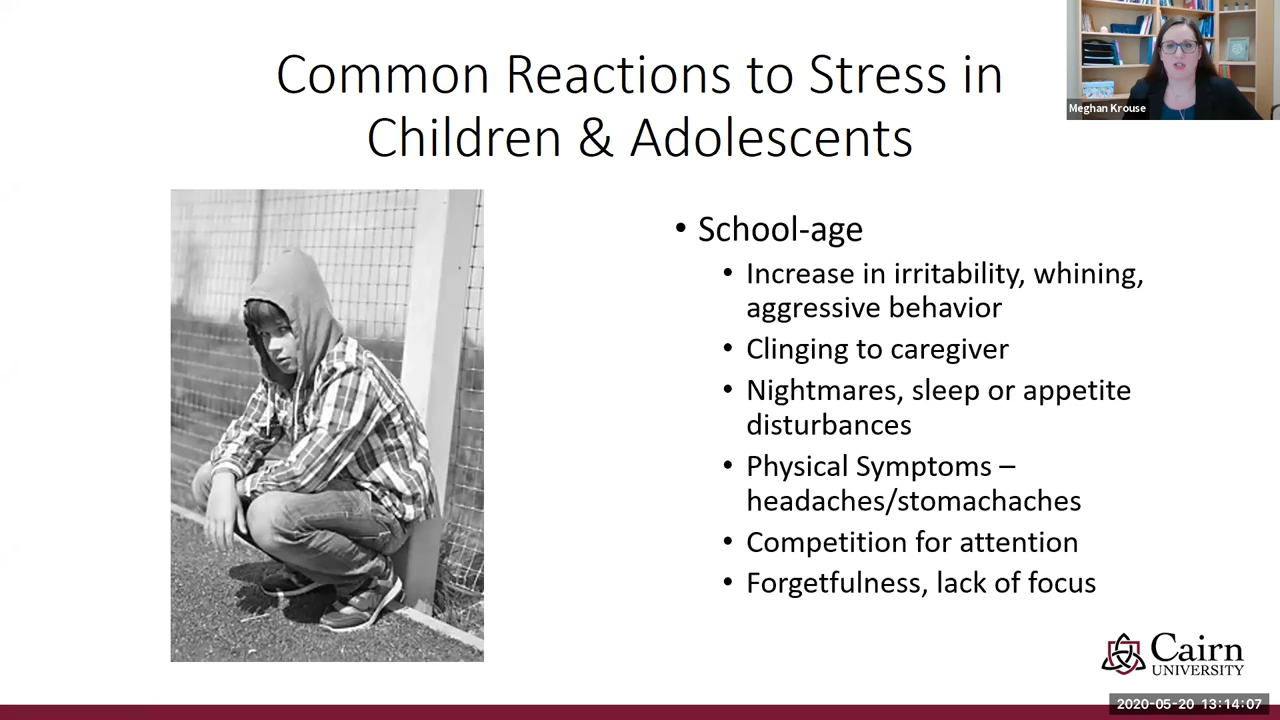 Common Reactions to Stress in
Children & Adolescents
Meghan Krouse
• School-age
• Increase in irritability, whining,
aggressive behavior
• Clinging to caregiver
• Nightmares, sleep or appetite
disturbances
• Physical Symptoms –
headaches/stomachaches
• Competition for attention
• Forgetfulness, lack of focus
Cairn
UNIVERSITY
2020-05-20 13:14:07